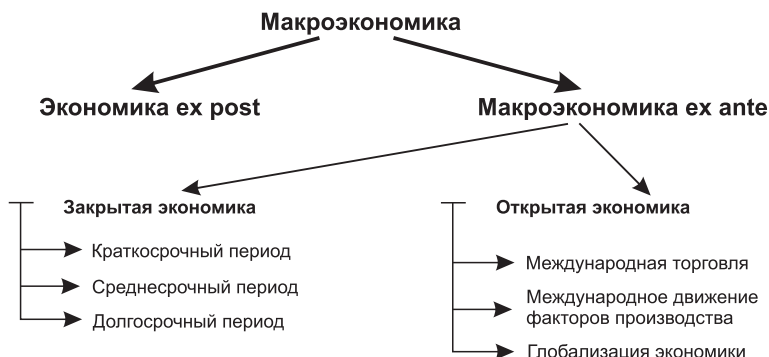 Макроэкономика
Экономика ex post
Макроэкономика ex ante
Закрытая экономика
Краткосрочный период
Среднесрочный период
Долгосрочный период
Открытая экономика
Международная торговля
Международное движение
факторов производства
Глобализация экономики